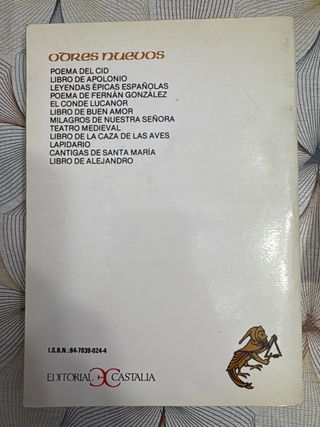 odres nuevos
POEMA DEL CID
LIBRO DE APOLONIO
LEYENDAS ÉPICAS ESPAÑOLAS
POEMA DE FERNÁN GONZÁLEZ
EL CONDE LUCANOR
LIBRO DE BUEN AMOR
MILAGROS DE NUESTRA SEÑORA
TEATRO MEDIEVAL
LIBRO DE LA CAZA DE LAS AVES
LAPIDARIO
CANTIGAS DE SANTA MARÍA
LIBRO DE ALEJANDRO
I.S.B.N.: 84-7039-024-4
EDITORIAL CASTALIA